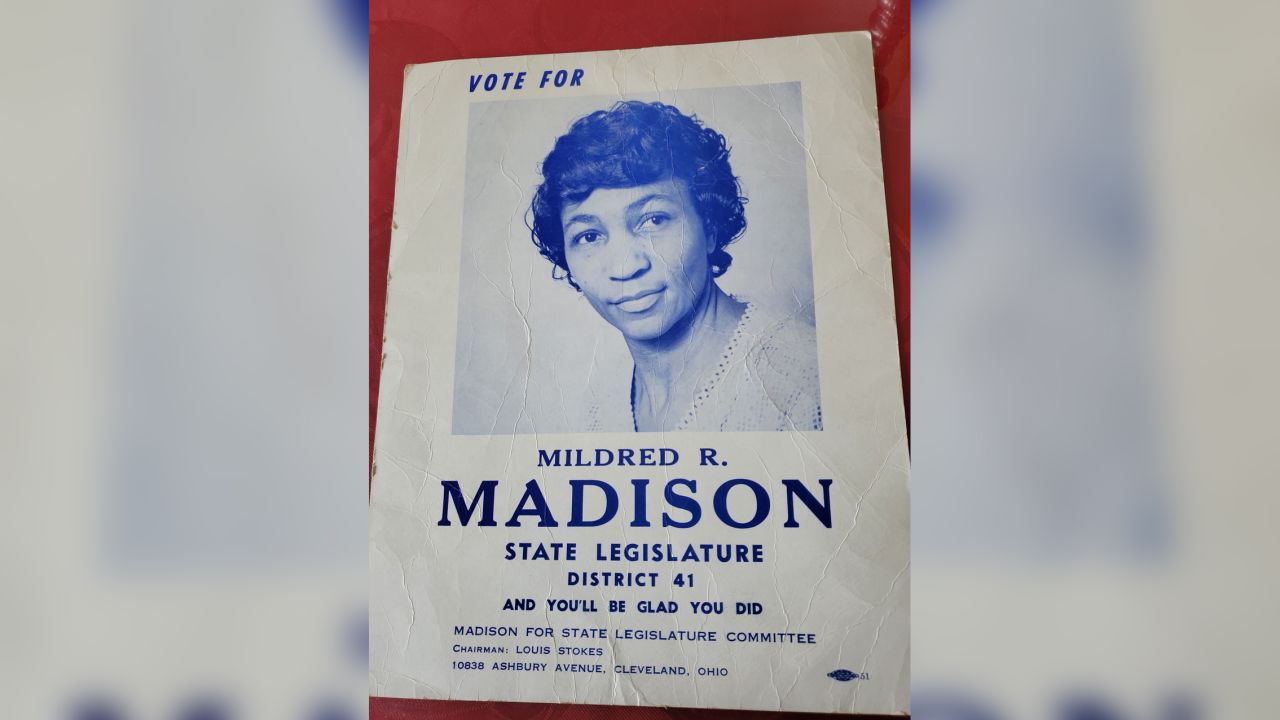 VOTE FOR
MILDRED R.
MADISON
STATE LEGISLATURE
DISTRICT 41
AND YOU'LL BE GLAD YOU DID
MADISON FOR STATE LEGISLATURE COMMITTEE
CHAIRMAN: LOUIS STOKES
10838 ASHBURY AVENUE, CLEVELAND, OHIO
51